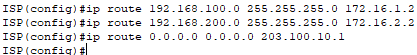 ISP(config)#ip route 192.168.100.0 255.255.255.0 172.16.1.2
ISP(config)#ip route 192.168.200.0 255.255.255.0 172.16.2.2
ISP(config)#ip route 0.0.0.0 0.0.0.0 203.100.10.1
ISP(config)#